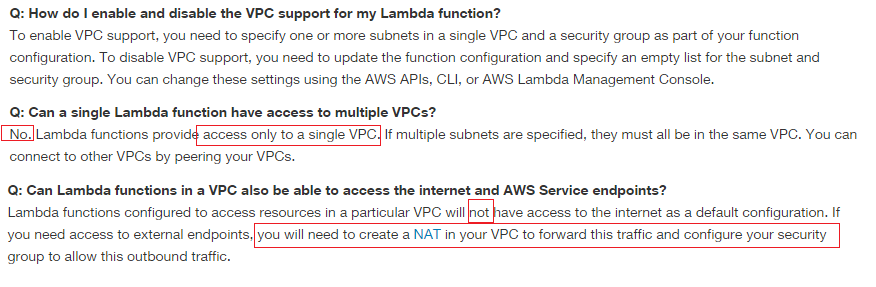 Q: How do I enable and disable the VPC support for my Lambda function?
To enable VPC support, you need to specify one or more subnets in a single VPC and a security group as part of your function
configuration. To disable VPC support, you need to update the function configuration and specify an empty list for the subnet and
security group. You can change these settings using the AWS APIs, CLI, or AWS Lambda Management Console.
Q: Can a single Lambda function have access to multiple VPCs?
No. Lambda functions provide access only to a single VPC. If multiple subnets are specified, they must all be in the same VPC. You can
connect to other VPCs by peering your VPCs.
Q: Can Lambda functions in a VPC also be able to access the internet and AWS Service endpoints?
Lambda functions configured to access resources in a particular VPC will not have access to the internet as a default configuration. If
you need access to external endpoints, you will need to create a NAT in your VPC to forward this traffic and configure your security
group to allow this outbound traffic.